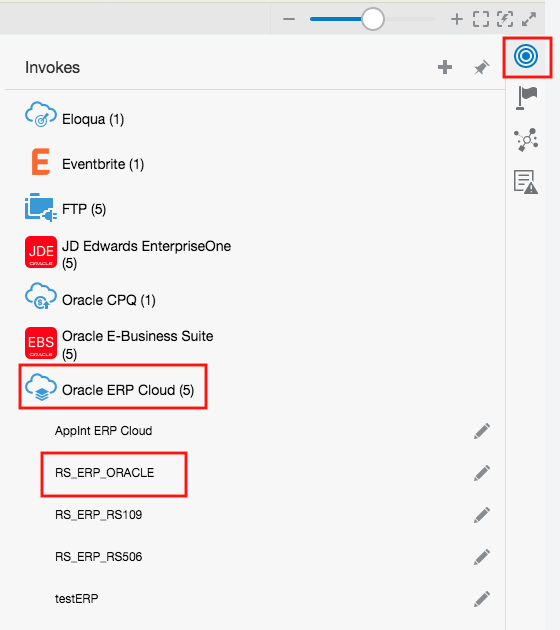 Invokes
Eloqua (1)
E
Eventbrite (1)
FTP (5)
JDE
ORACLE
JD Edwards EnterpriseOne
(5)
Oracle CPQ (1)
EBS
ORACLE
Oracle E-Business Suite
(5)
Oracle ERP Cloud (5)
AppInt ERP Cloud
RS_ERP_ORACLE
RS_ERP_RS109
RS_ERP_RS506
testERP